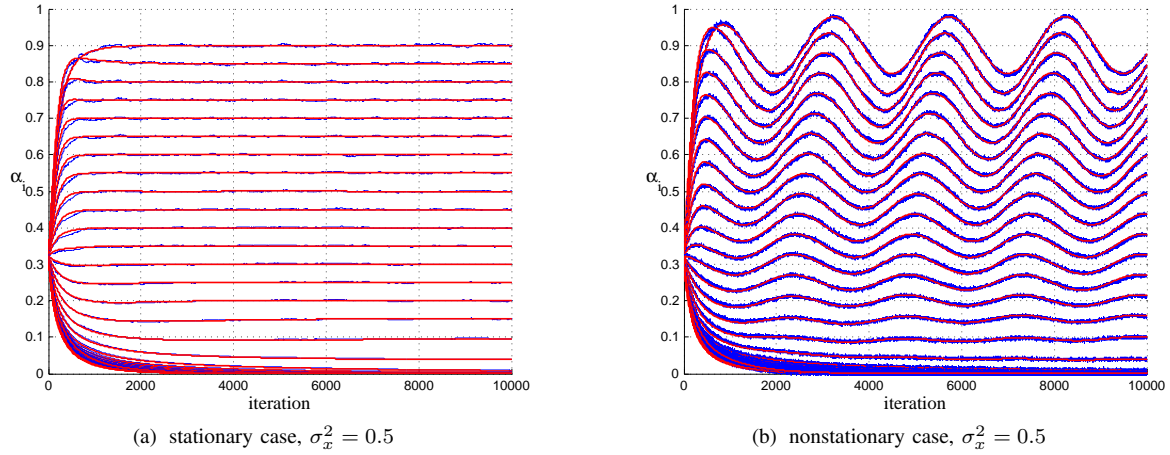 1
0.9
0.8
0.7
0.6
α_i 0.5
0.4
0.3
0.2
0.1
0
0 2000 4000 6000 8000 10000
iteration
(a) stationary case, σ_x^2 = 0.5
1
0.9
0.8
0.7
0.6
α_i 0.5
0.4
0.3
0.2
0.1
0
0 2000 4000 6000 8000 10000
iteration
(b) nonstationary case, σ_x^2 = 0.5